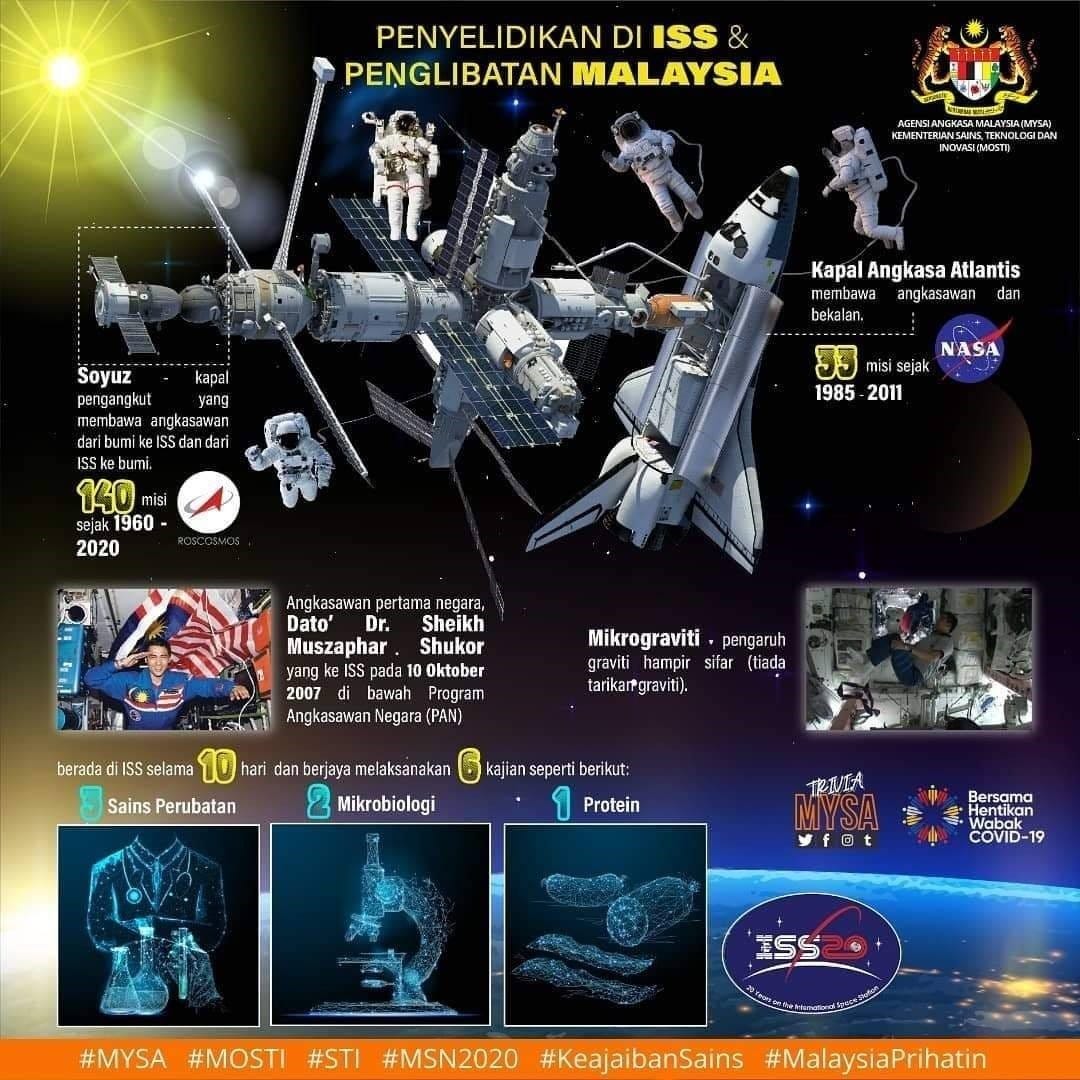 PENYELIDIKAN DI ISS &
PENGLIBATAN MALAYSIA
AGENSI ANGKASA MALAYSIA (MYSA)
KEMENTERIAN SAINS, TEKNOLOGI DAN
INOVASI (MOSTI)
Kapal Angkasa Atlantis
membawa angkasawan dan
bekalan.
33 misi sejak
1985 - 2011
NASA
Soyuz - kapal
pengangkut yang
membawa angkasawan
dari bumi ke ISS dan dari
ISS ke bumi.
140 misi
sejak 1960 -
2020
ROSCOSMOS
Angkasawan pertama negara,
Dato' Dr. Sheikh
Muszaphar Shukor
yang ke ISS pada 10 Oktober
2007 di bawah Program
Angkasawan Negara (PAN)
Mikrograviti - pengaruh
graviti hampir sifar (tiada
tarikan graviti).
berada di ISS selama 10 hari dan berjaya melaksanakan 6 kajian seperti berikut:
3 Sains Perubatan
2 Mikrobiologi
1 Protein
TRIVIA
MYSA
Bersama
Hentikan
Wabak
COVID-19
ISS20
20 Years on the International Space Station
#MYSA #MOSTI #STI #MSN2020 #KeajaibanSains #MalaysiaPrihatin